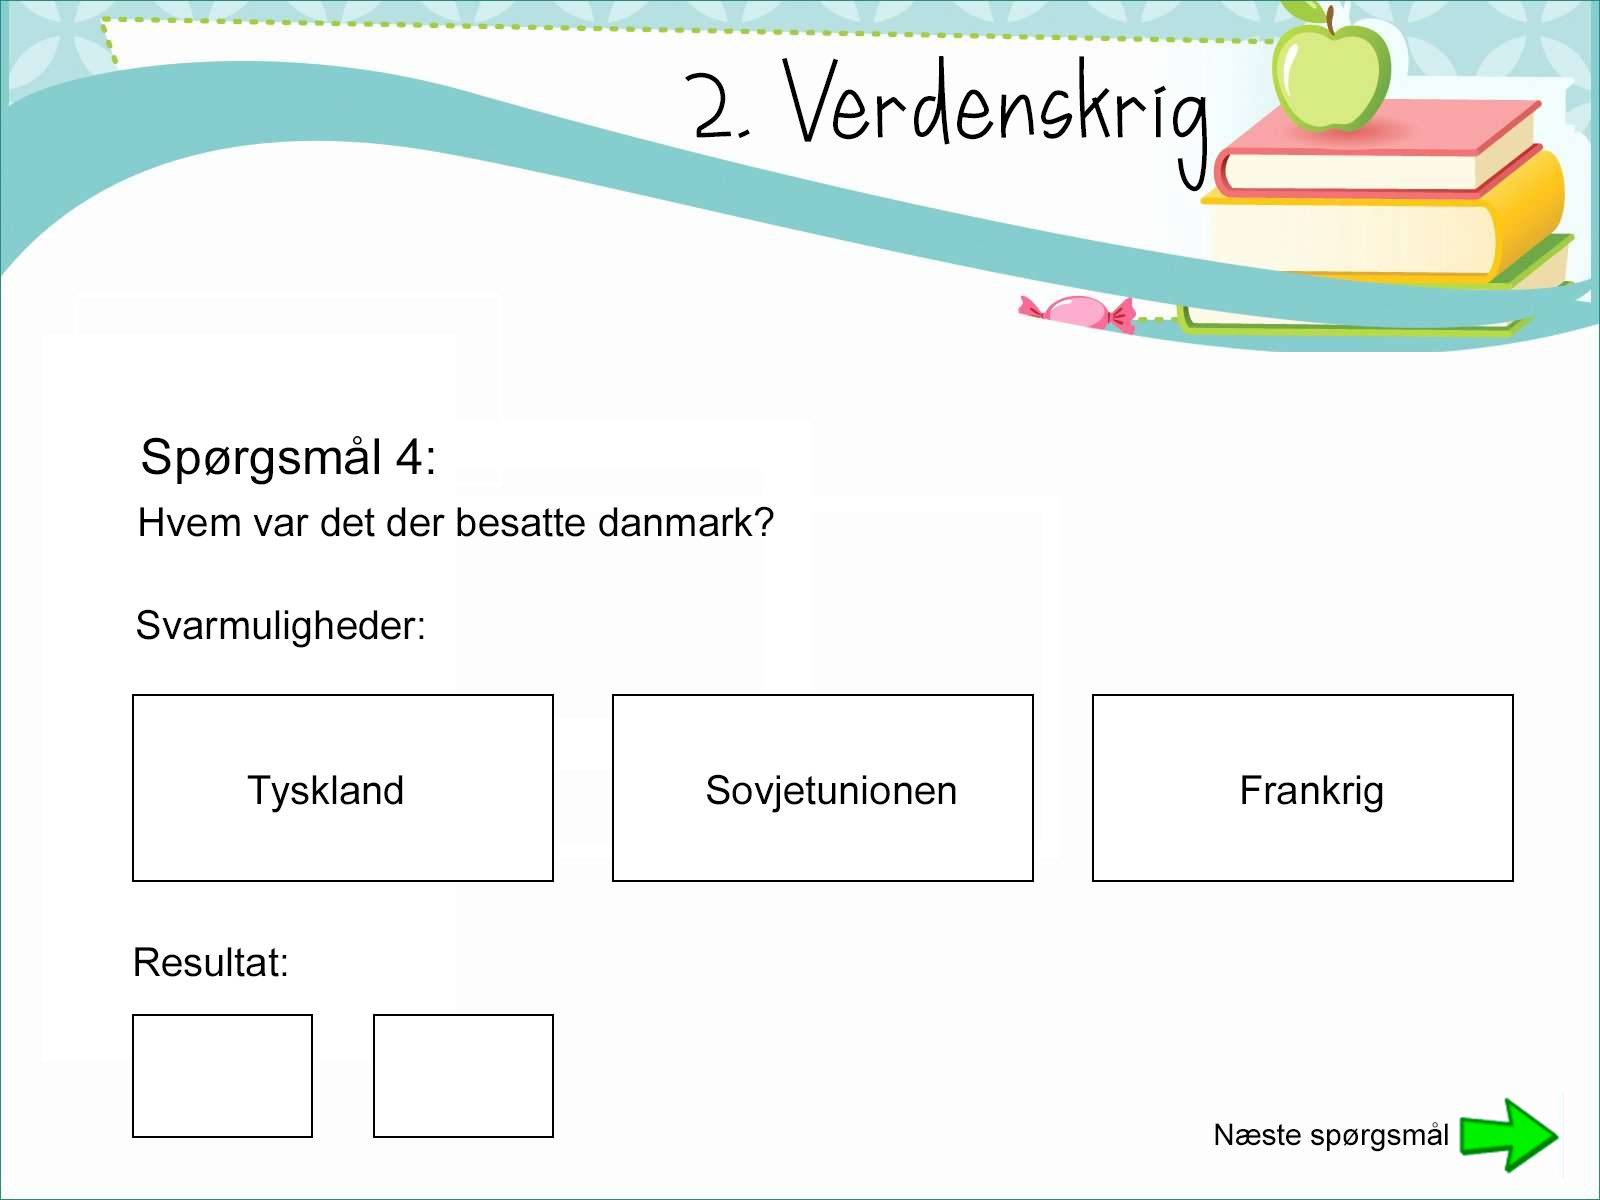 2. Verdenskrig
Spørgsmål 4:
Hvem var det der besatte danmark?
Svarmuligheder:
Tyskland
Sovjetunionen
Frankrig
Resultat:
Næste spørgsmål